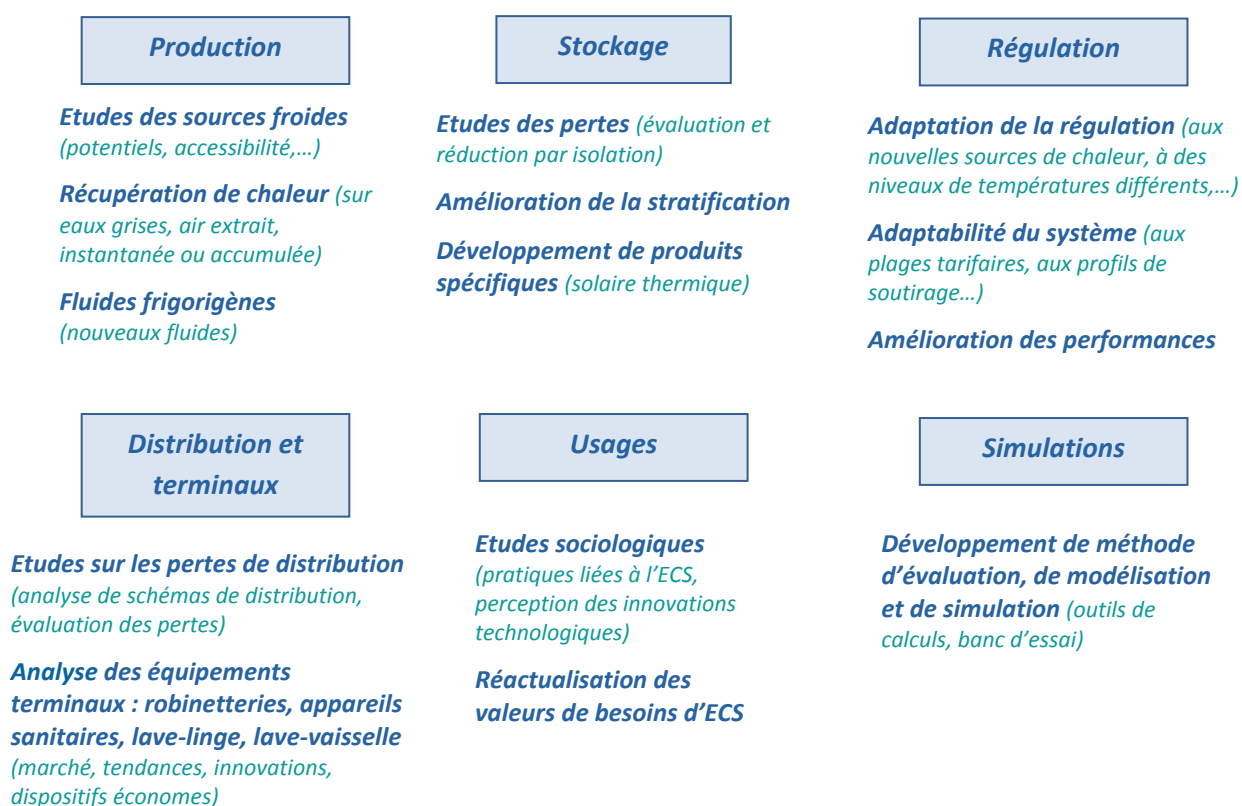 Production
Etudes des sources froides
(potentiels, accessibilité,…)
Récupération de chaleur (sur
eaux grises, air extrait,
instantanée ou accumulée)
Fluides frigorigènes
(nouveaux fluides)
Stockage
Etudes des pertes (évaluation et
réduction par isolation)
Amélioration de la stratification
Développement de produits
spécifiques (solaire thermique)
Régulation
Adaptation de la régulation (aux
nouvelles sources de chaleur, à des
niveaux de températures différents,…)
Adaptabilité du système (aux
plages tarifaires, aux profils de
soutirage…)
Amélioration des performances
Distribution et
terminaux
Etudes sur les pertes de distribution
(analyse de schémas de distribution,
évaluation des pertes)
Analyse des équipements
terminaux : robinetteries, appareils
sanitaires, lave-linge, lave-vaisselle
(marché, tendances, innovations,
dispositifs économes)
Usages
Etudes sociologiques
(pratiques liées à l’ECS,
perception des innovations
technologiques)
Réactualisation des
valeurs de besoins d’ECS
Simulations
Développement de méthode
d’évaluation, de modélisation
et de simulation (outils de
calculs, banc d’essai)